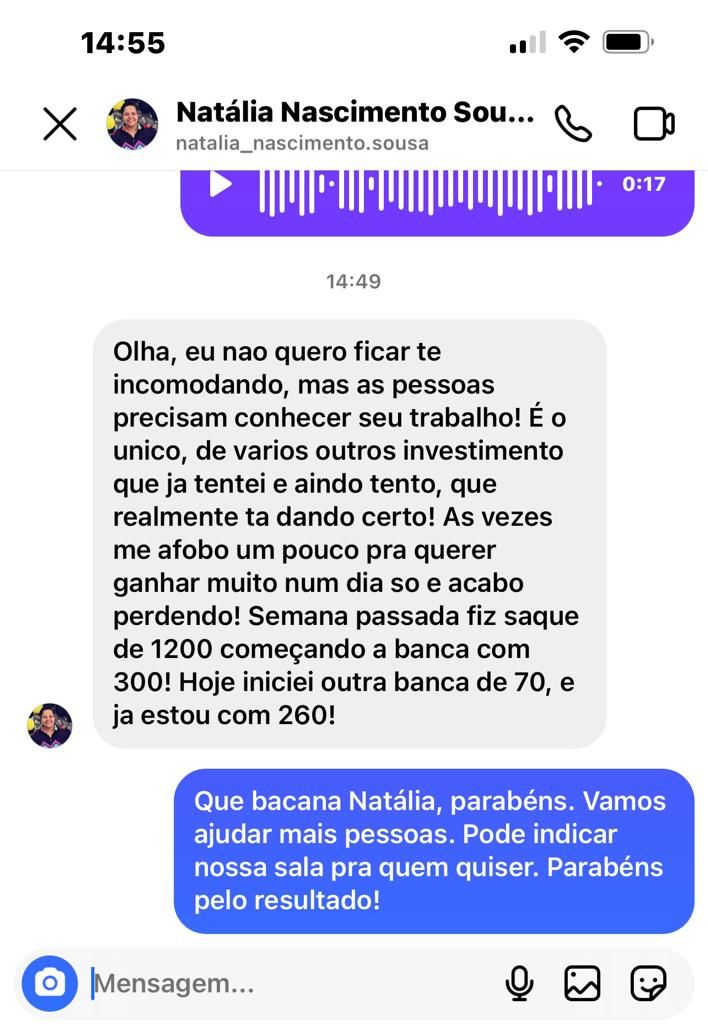 14:55
Natália Nascimento Sou...
natalia_nascimento.sousa
0:17
14:49
Olha, eu nao quero ficar te
incomodando, mas as pessoas
precisam conhecer seu trabalho! É o
unico, de varios outros investimento
que ja tentei e aindo tento, que
realmente ta dando certo! As vezes
me afobo um pouco pra querer
ganhar muito num dia so e acabo
perdendo! Semana passada fiz saque
de 1200 começando a banca com
300! Hoje iniciei outra banca de 70, e
ja estou com 260!
Que bacana Natália, parabéns. Vamos
ajudar mais pessoas. Pode indicar
nossa sala pra quem quiser. Parabéns
pelo resultado!
Mensagem...